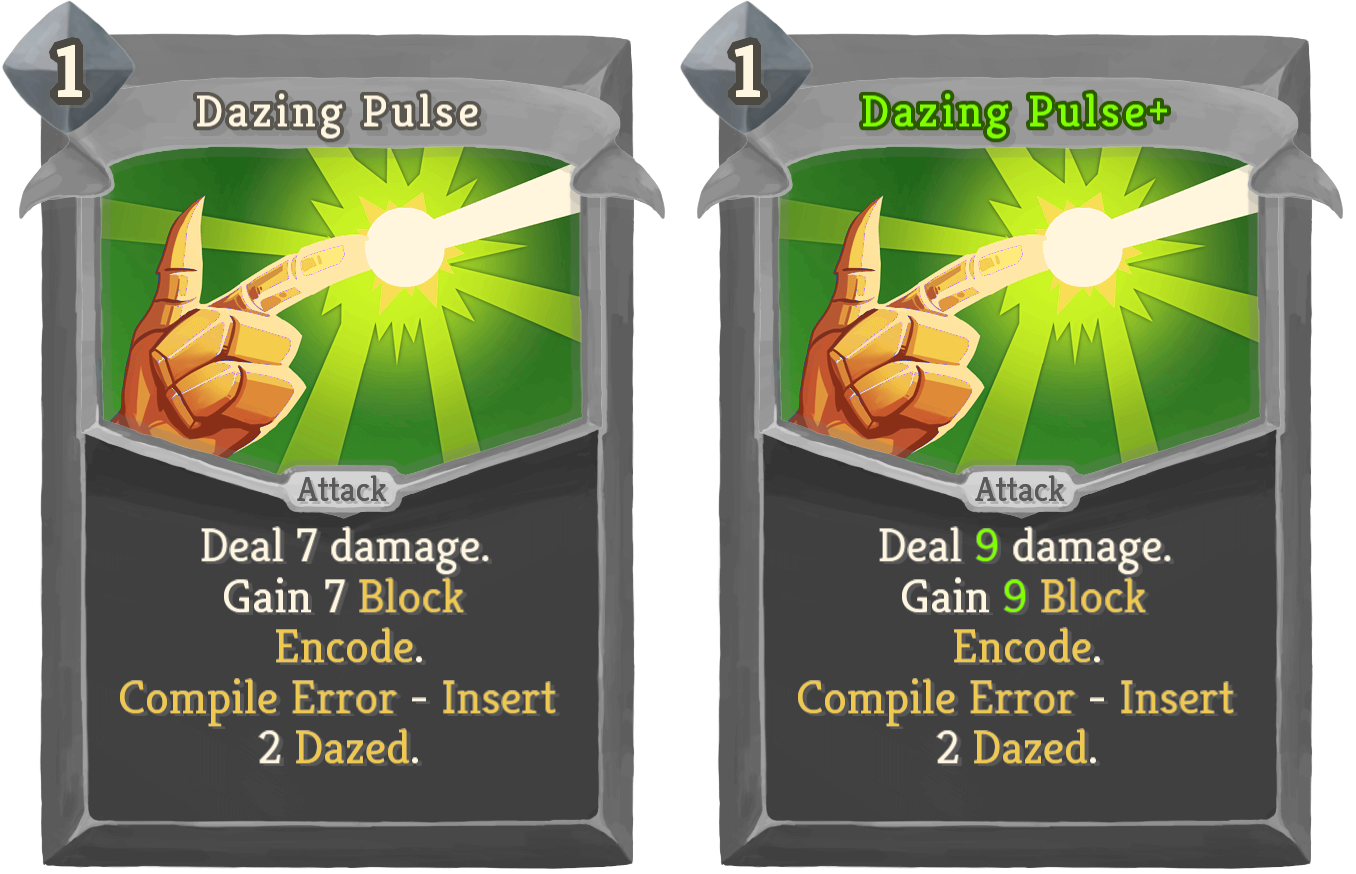 1
Dazing Pulse
Attack
Deal 7 damage.
Gain 7 Block
Encode.
Compile Error - Insert
2 Dazed.
1
Dazing Pulse+
Attack
Deal 9 damage.
Gain 9 Block
Encode.
Compile Error - Insert
2 Dazed.